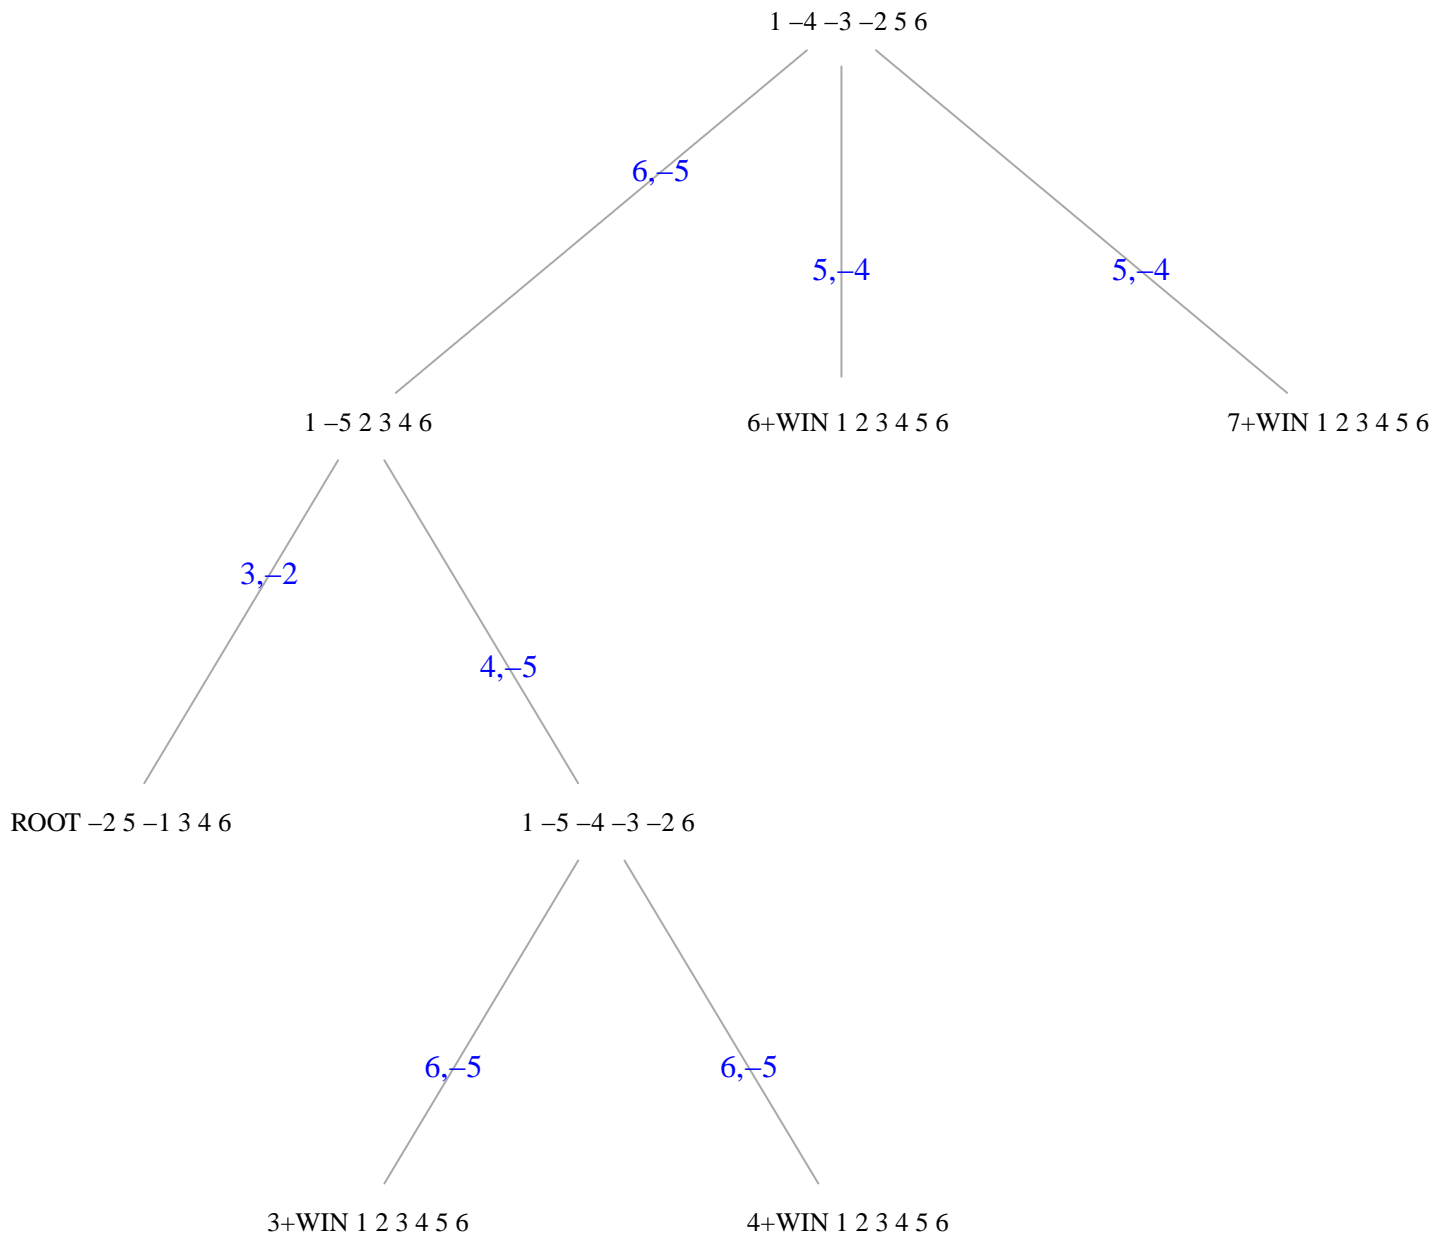 1 –4 –3 –2 5 6
6,–5
5,–4
5,–4
1 –5 2 3 4 6
6+WIN 1 2 3 4 5 6
7+WIN 1 2 3 4 5 6
3,–2
4,–5
ROOT –2 5 –1 3 4 6
1 –5 –4 –3 –2 6
6,–5
6,–5
3+WIN 1 2 3 4 5 6
4+WIN 1 2 3 4 5 6